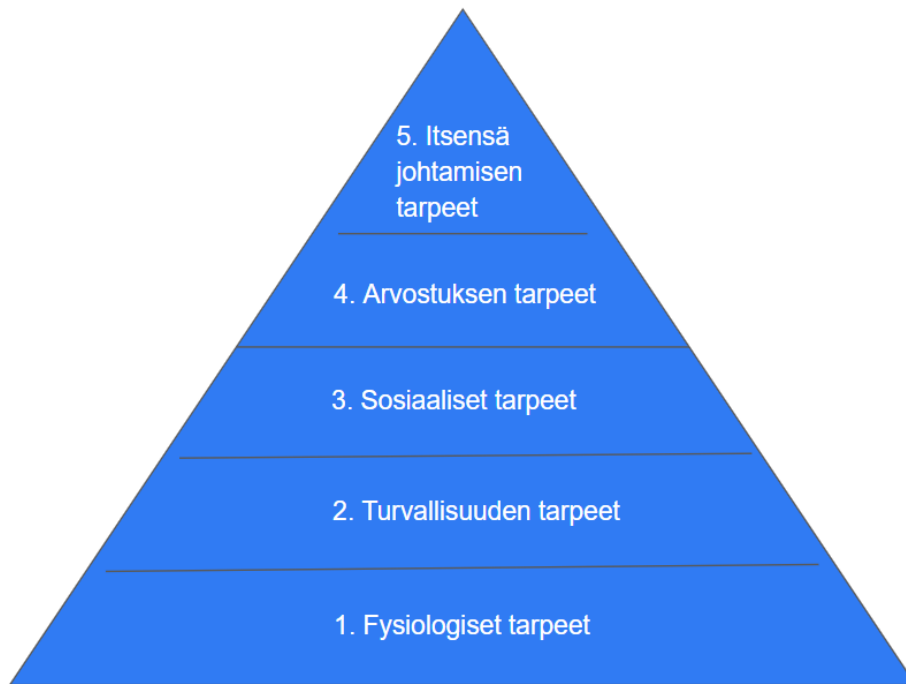 5. Itsensä
johtamisen
tarpeet
4. Arvostuksen tarpeet
3. Sosiaaliset tarpeet
2. Turvallisuuden tarpeet
1. Fysiologiset tarpeet